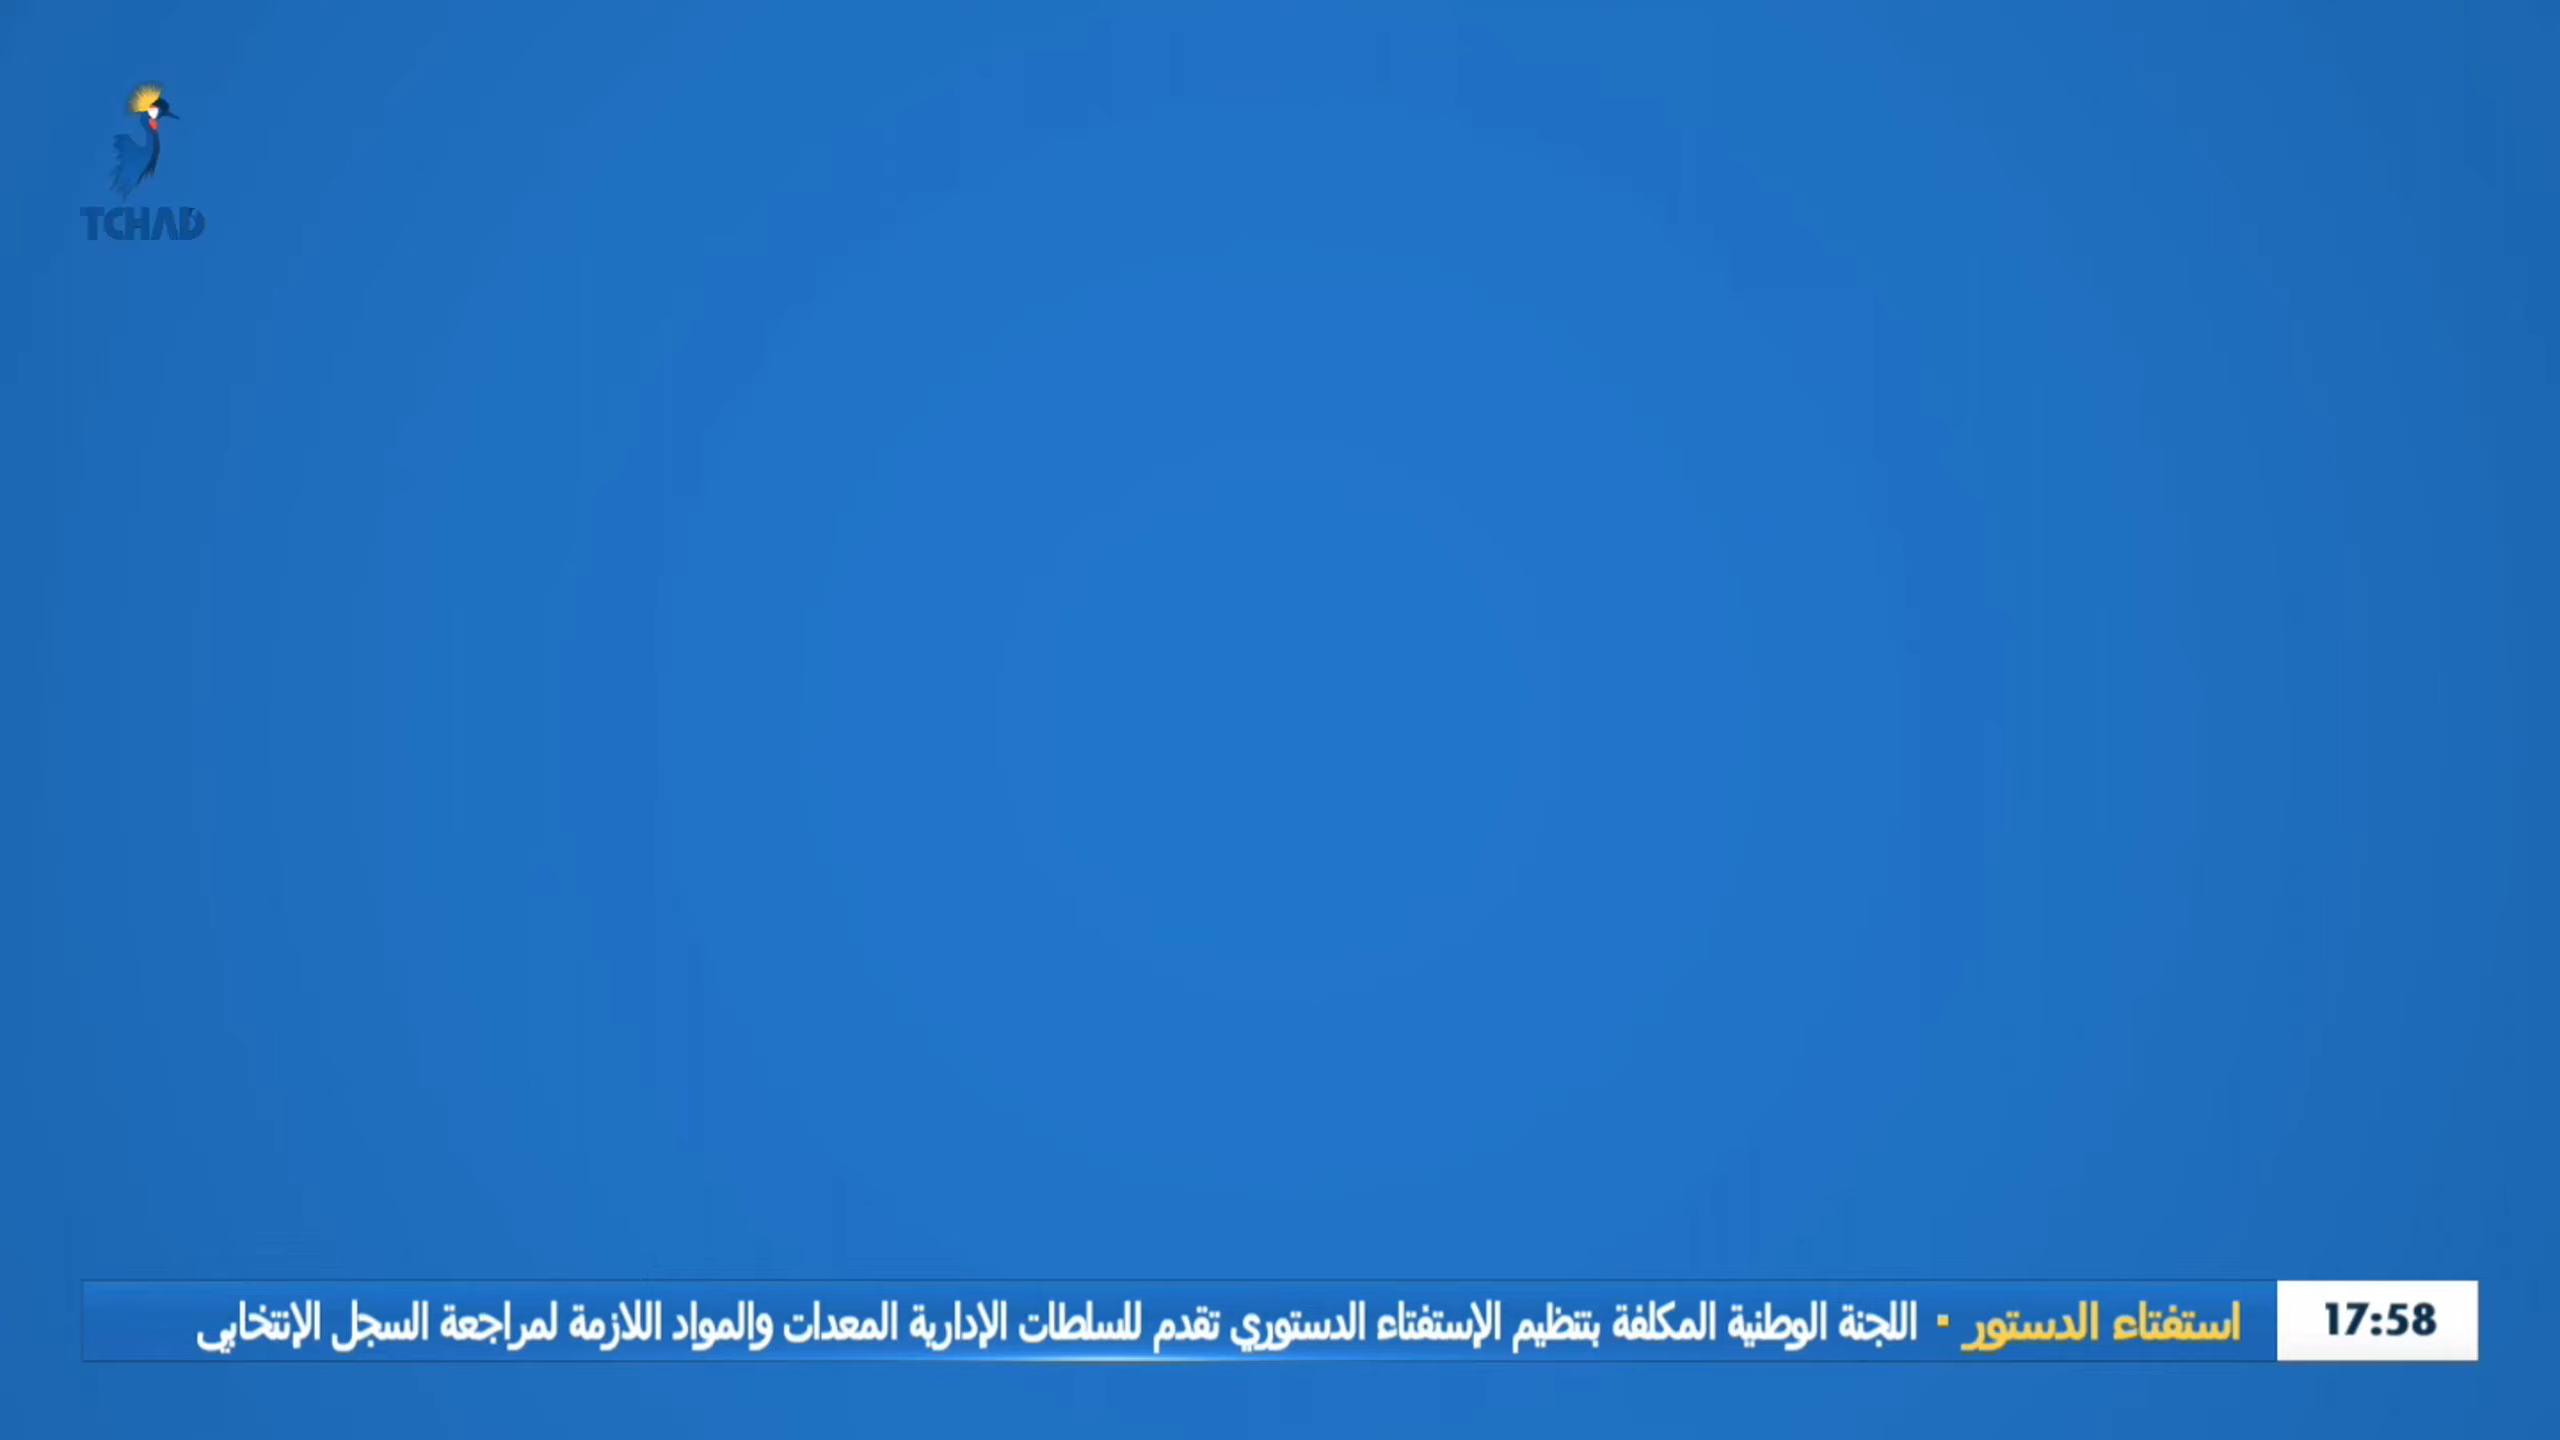 TCHAD
استفتاء الدستور ▪ اللجنة الوطنية المكلفة بتنظيم الإستفتاء الدستوري تقدم للسلطات الإدارية المعدات والمواد اللازمة لمراجعة السجل الإنتخابي
17:58